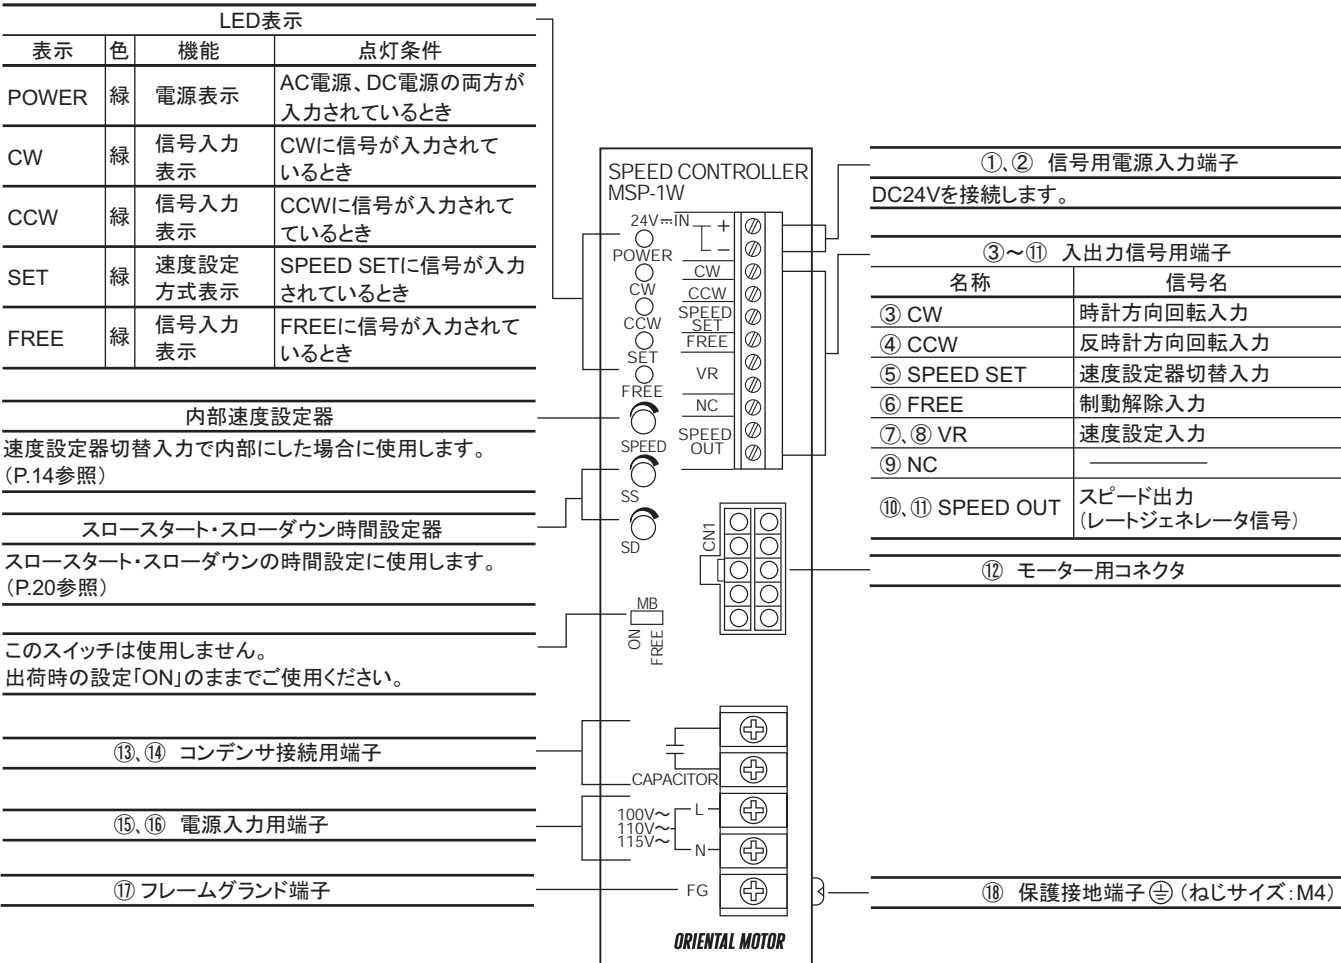 LED表示
表示 色 機能 点灯条件
POWER 緑 電源表示 AC電源、DC電源の両方が
入力されているとき
CW 緑 信号入力
表示 CWに信号が入力されて
いるとき
CCW 緑 信号入力
表示 CCWに信号が入力されて
ているとき
SET 緑 速度設定
方式表示 SPEED SETに信号が入力
されているとき
FREE 緑 信号入力
表示 FREEに信号が入力されて
いるとき
内部速度設定器
速度設定器切替入力で内部にした場合に使用します。
(P.14参照)
スロースタート・スローダウン時間設定器
スロースタート・スローダウンの時間設定に使用します。
(P.20参照)
このスイッチは使用しません。
出荷時の設定「ON」のままでご使用ください。
⑬、⑭ コンデンサ接続用端子
⑮、⑯ 電源入力用端子
⑰ フレームグランド端子
SPEED CONTROLLER
MSP-1W
24V⎓IN + −
POWER
CW
CCW
SET
FREE
SPEED
SS
SD
CW
CCW
SPEED
SET
FREE
VR
NC
SPEED
OUT
CN1
MB
ON
FREE
CAPACITOR
100V～
110V～
115V～
L
N
FG
ORIENTAL MOTOR
①、② 信号用電源入力端子
DC24Vを接続します。
③～⑪ 入出力信号用端子
名称 信号名
③ CW 時計方向回転入力
④ CCW 反時計方向回転入力
⑤ SPEED SET 速度設定器切替入力
⑥ FREE 制動解除入力
⑦、⑧ VR 速度設定入力
⑨ NC ————
⑩、⑪ SPEED OUT スピード出力
(レートジェネレータ信号)
⑫ モーター用コネクタ
⑱ 保護接地端子 ⏚ (ねじサイズ：M4)